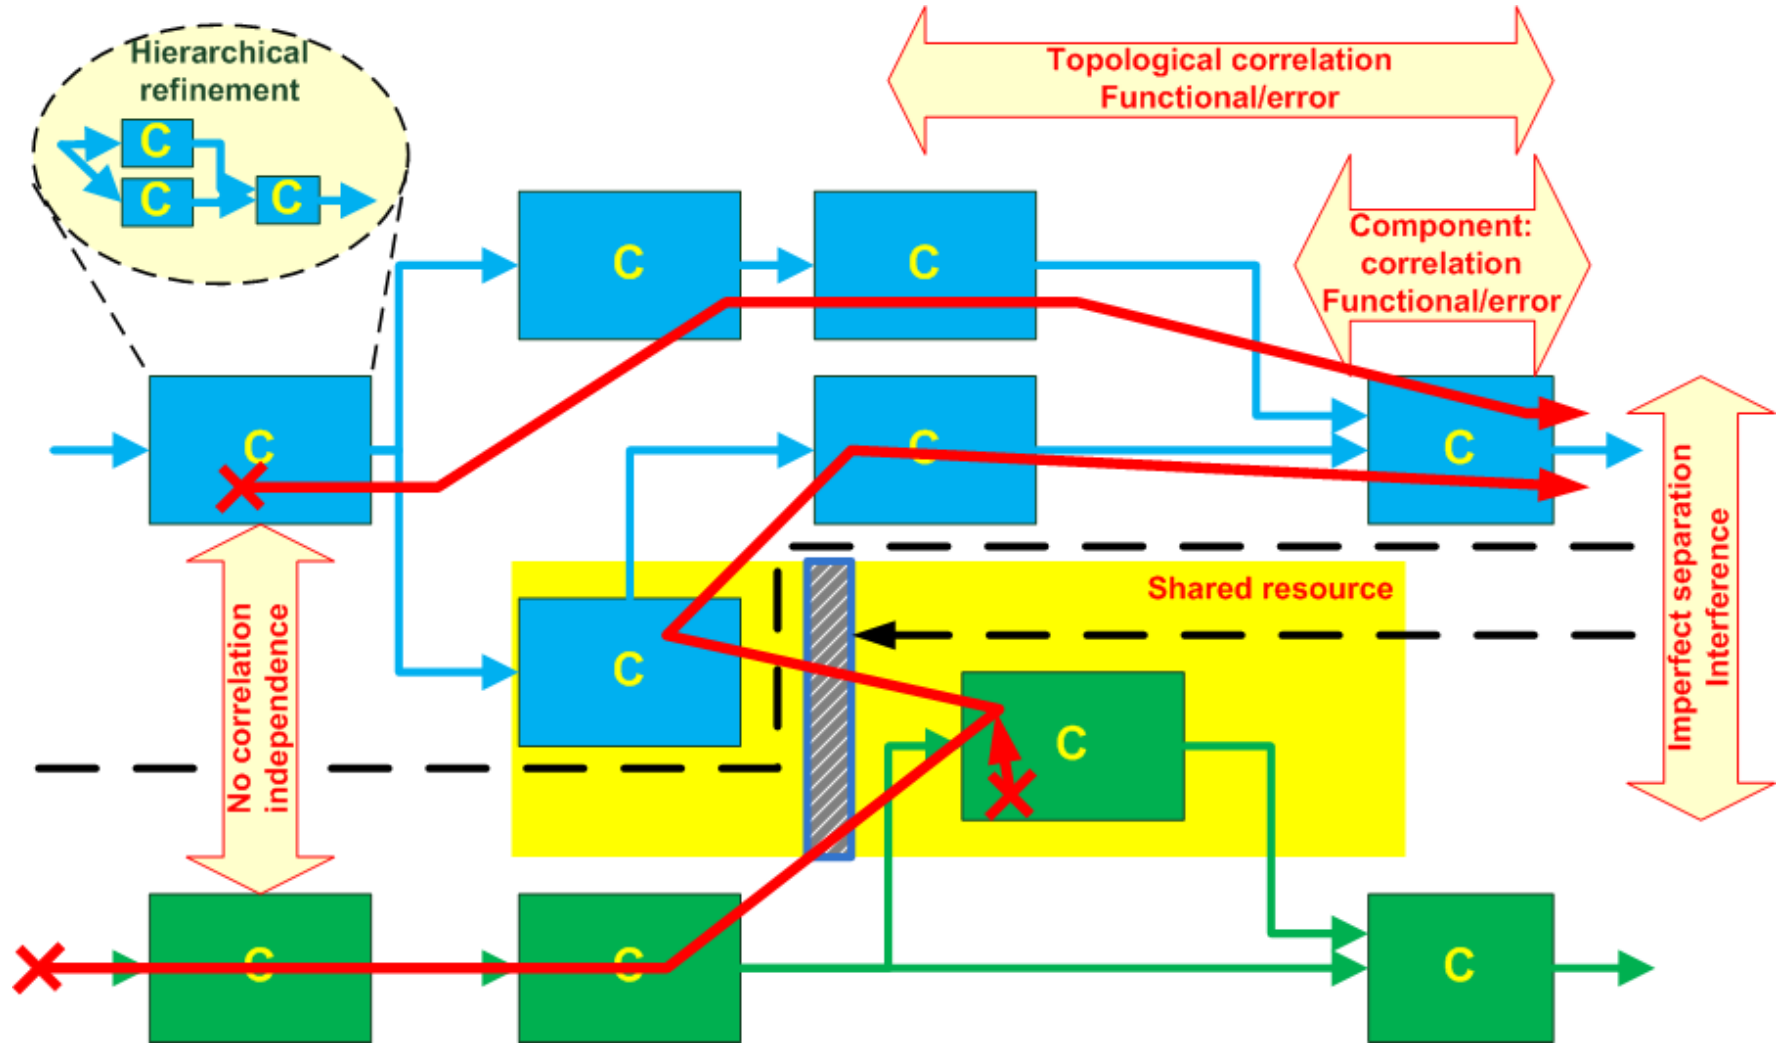 Hierarchical
refinement
C
C
C
Topological correlation
Functional/error
Component:
correlation
Functional/error
C
C
C
C
C
C
No correlation
independence
Shared resource
Imperfect separation
Interference
C
C
C
C